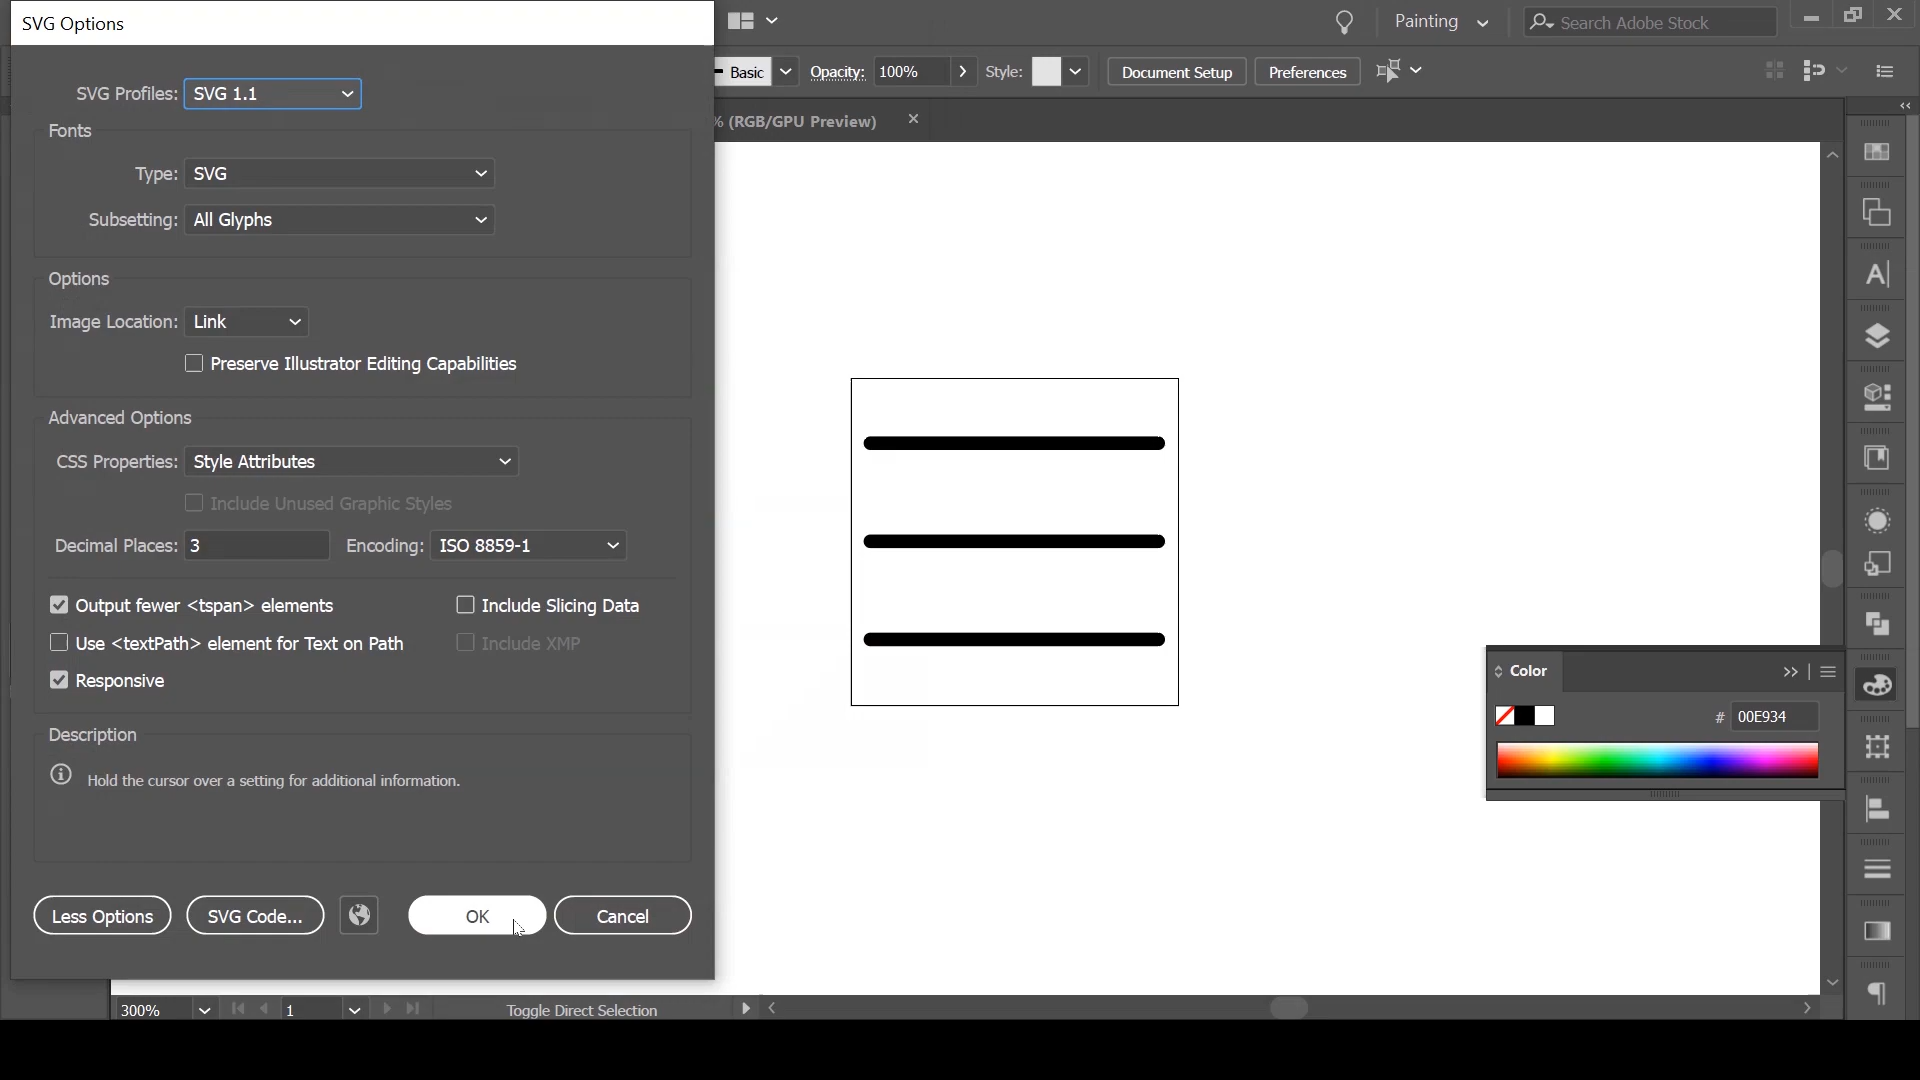 SVG Options
Painting
Search Adobe Stock
SVG Profiles: SVG 1.1
Basic
Opacity: 100%
Style:
Document Setup
Preferences
Fonts
% (RGB/GPU Preview)
Type: SVG
Subsetting: All Glyphs
Options
Image Location: Link
Preserve Illustrator Editing Capabilities
Advanced Options
CSS Properties: Style Attributes
Include Unused Graphic Styles
Decimal Places: 3 Encoding: ISO 8859-1
Output fewer <tspan> elements Include Slicing Data
Use <textPath> element for Text on Path Include XMP
Responsive
Color
# 00E934
Description
Hold the cursor over a setting for additional information.
Less Options SVG Code... OK Cancel
300% 1 Toggle Direct Selection